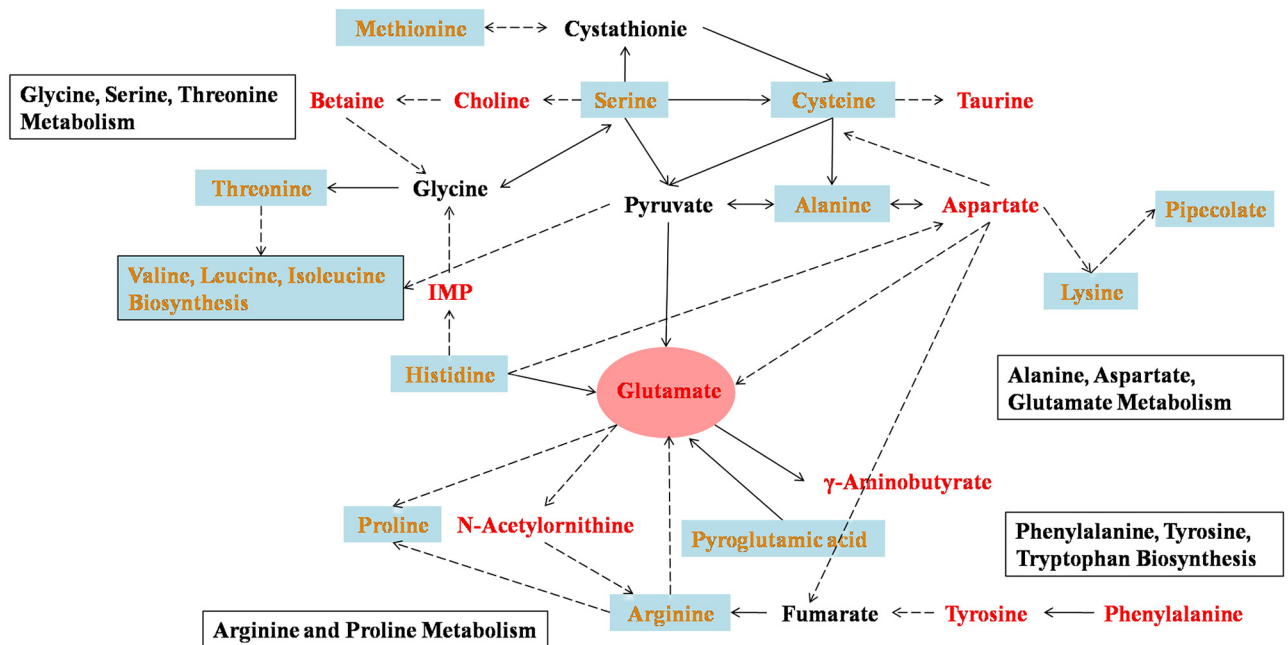 Methionine
Cystathionie
Glycine, Serine, Threonine
Metabolism
Betaine
Choline
Serine
Cysteine
Taurine
Threonine
Glycine
Pyruvate
Alanine
Aspartate
Pipecolate
Valine, Leucine, Isoleucine
Biosynthesis
IMP
Lysine
Histidine
Glutamate
Alanine, Aspartate,
Glutamate Metabolism
γ-Aminobutyrate
Proline
N-Acetylornithine
Pyroglutamic acid
Phenylalanine, Tyrosine,
Tryptophan Biosynthesis
Arginine
Fumarate
Tyrosine
Phenylalanine
Arginine and Proline Metabolism